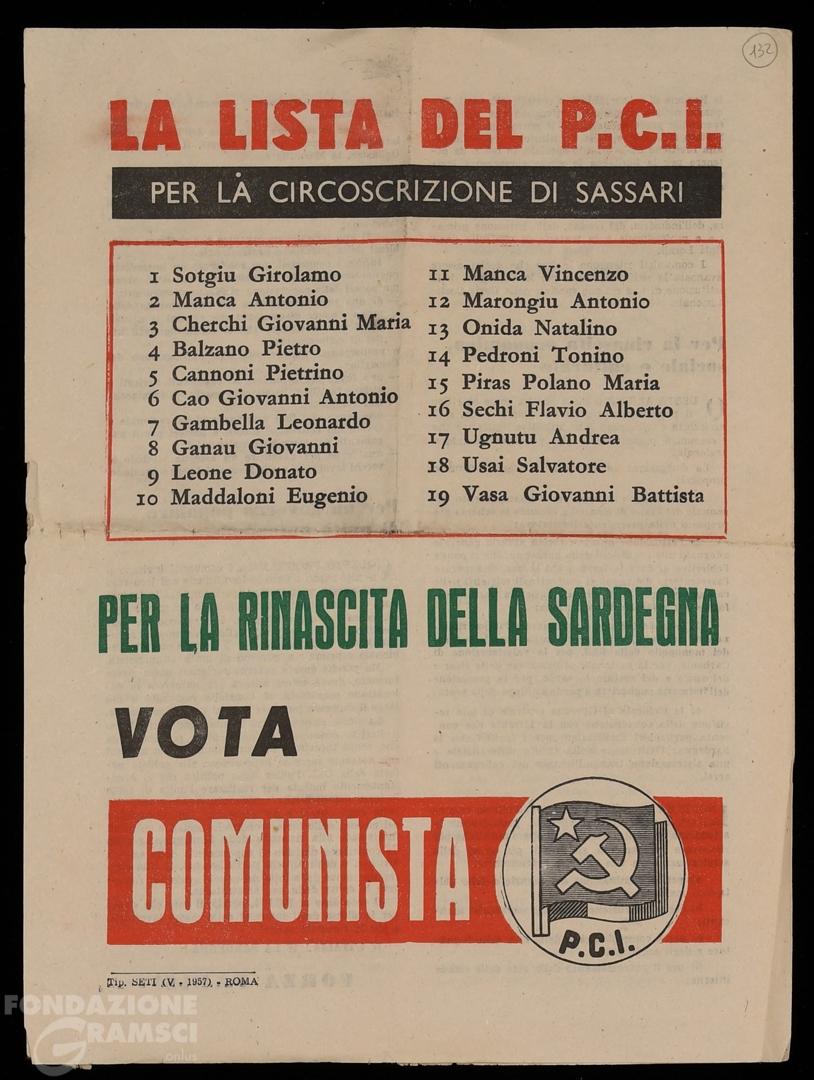 132
LA LISTA DEL P.C.I.
PER LA CIRCOSCRIZIONE DI SASSARI
1 Sotgiu Girolamo
2 Manca Antonio
3 Cherchi Giovanni Maria
4 Balzano Pietro
5 Cannoni Pietrino
6 Cao Giovanni Antonio
7 Gambella Leonardo
8 Ganau Giovanni
9 Leone Donato
10 Maddaloni Eugenio
11 Manca Vincenzo
12 Marongiu Antonio
13 Onida Natalino
14 Pedroni Tonino
15 Piras Polano Maria
16 Sechi Flavio Alberto
17 Ugnutu Andrea
18 Usai Salvatore
19 Vasa Giovanni Battista
PER LA RINASCITA DELLA SARDEGNA
VOTA
COMUNISTA
P.C.I.
Tip. SETI (V. - 1957). - ROMA
FONDAZIONE
GRAMSCI
onlus